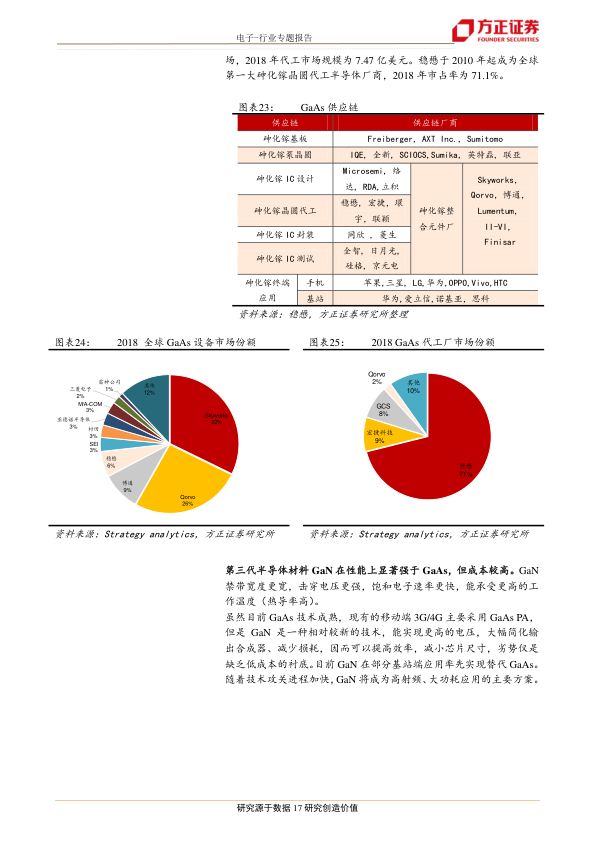 电子-行业专题报告
方正证券
FOUNDER SECURITIES
场，2018 年代工市场规模为 7.47 亿美元。稳懋于 2010 年起成为全球
第一大砷化镓晶圆代工半导体厂商，2018 年市占率为 71.1%。
图表23： GaAs 供应链
供应链 供应链厂商
砷化镓基板 Freiberger, AXT Inc., Sumitomo
砷化镓磊晶圆 IQE, 全新, SCIOCS,Sumika, 英特磊, 联亚
砷化镓 IC 设计 Microsemi, 络
达, RDA,立积
砷化镓晶圆代工 稳懋, 宏捷, 環
宇, 联颖
砷化镓 IC 封装 同欣 , 菱生
砷化镓 IC 测试 全智, 日月光,
硅格, 京元电
砷化镓整
合元件厂
Skyworks,
Qorvo, 博通,
Lumentum,
II-VI,
Finisar
砷化镓终端
应用
手机 苹果,三星, LG,华为,OPPO,Vivo,HTC
基站 华为,爱立信,诺基亚, 思科
资料来源：稳懋, 方正证券研究所整理
图表24： 2018 全球 GaAs 设备市场份额
其他
12%
1%
三菱电子
2%
M/A-COM
3%
3%
村田
3%
SEI
3%
稳懋
6%
博通
9%
Qorvo
26%
资料来源：Strategy analytics, 方正证券研究所
图表25： 2018 GaAs 代工厂市场份额
Qorvo
2%
其他
10%
GCS
8%
宏捷科技
9%
稳懋
71%
资料来源：Strategy analytics, 方正证券研究所
第三代半导体材料 GaN 在性能上显著强于 GaAs，但成本较高。GaN
禁带宽度更宽，击穿电压更强，饱和电子速率更快，能承受更高的工
作温度（热导率高）。
虽然目前 GaAs 技术成熟，现有的移动端 3G/4G 主要采用 GaAs PA，
但是 GaN 是一种相对较新的技术，能实现更高的电压，大幅简化输
出合成器、减少损耗，因而可以提高效率，减小芯片尺寸，劣势仅是
缺乏低成本的衬底。目前 GaN 在部分基站端应用率先实现替代 GaAs。
随着技术攻关进程加快，GaN 将成为高射频、大功耗应用的主要方案。
研究源于数据 17 研究创造价值